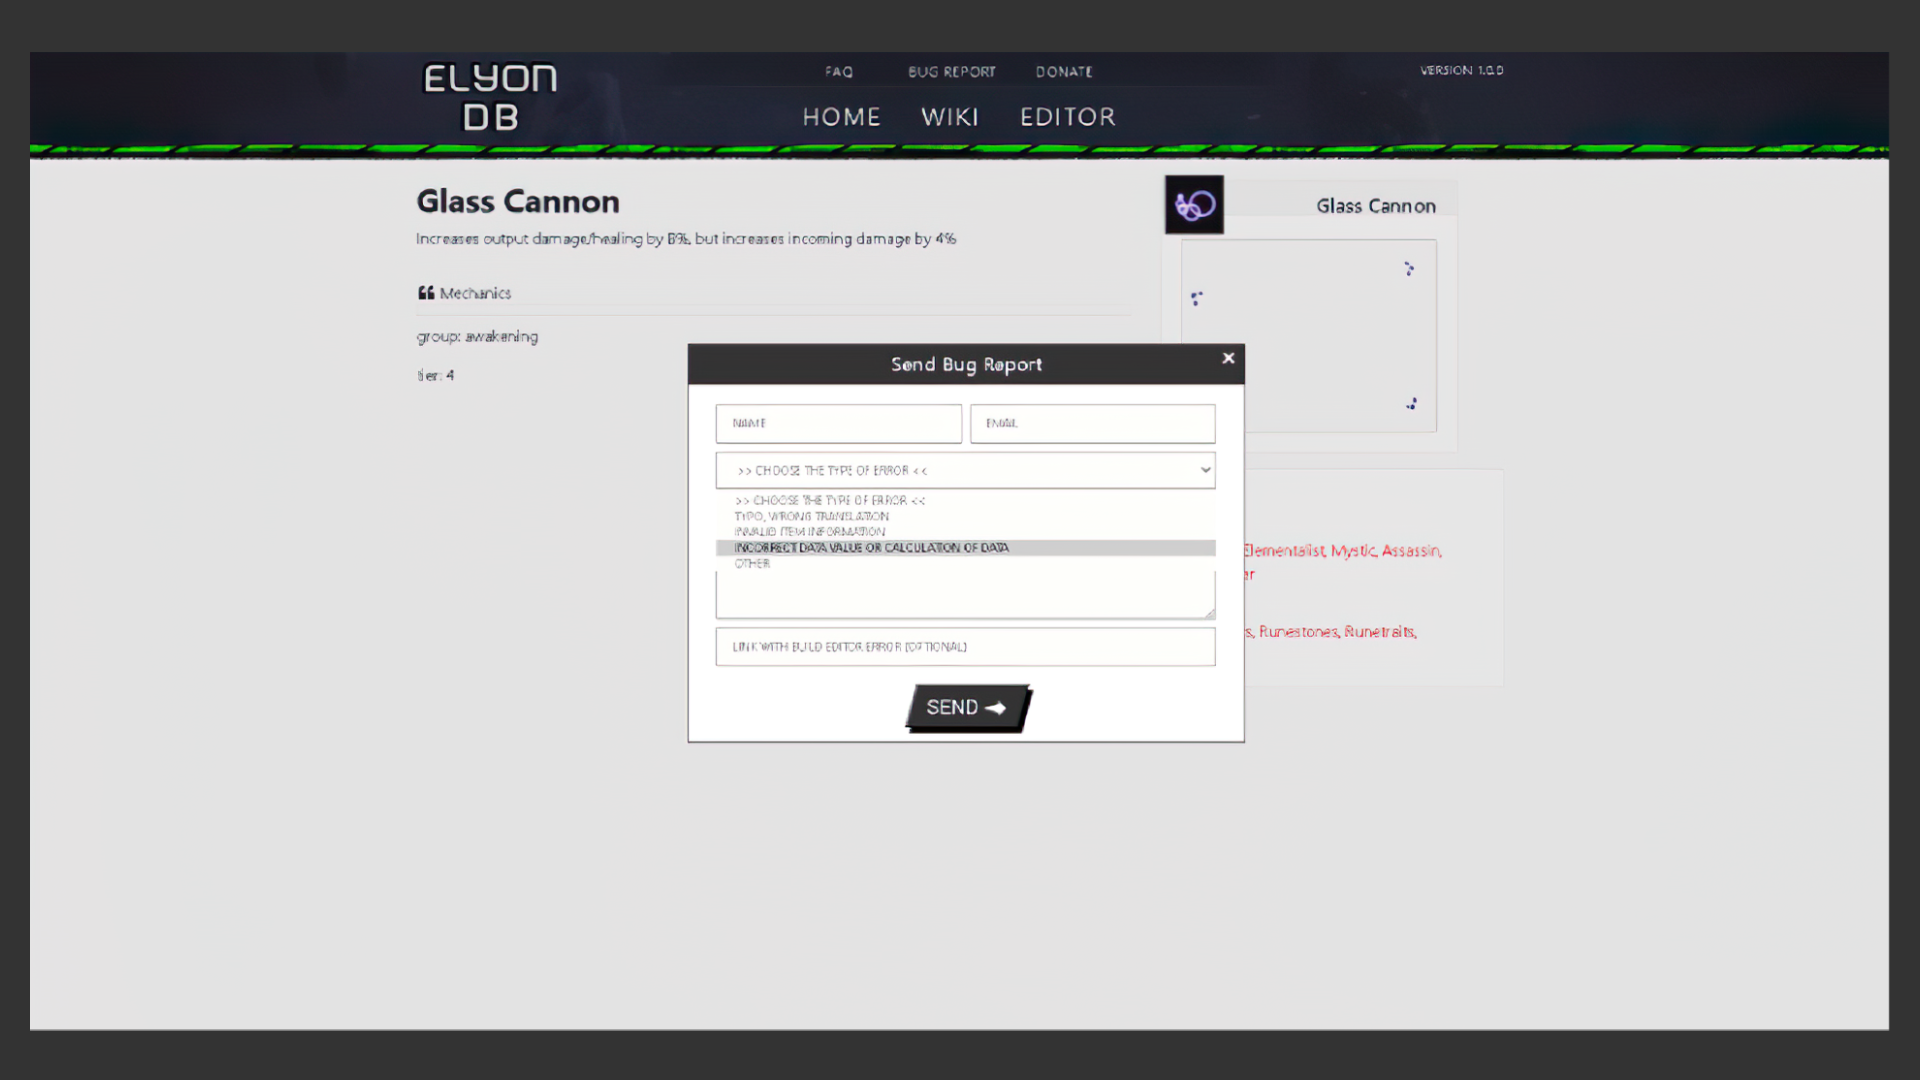 ELYON
DB
FAQ
BUG REPORT
DONATE
VERSION 1.0.0
HOME
WIKI
EDITOR
Glass Cannon
Increases output damage/healing by 8%, but increases incoming damage by 4%
Mechanics
group: awakening
tier: 4
Glass Cannon
Send Bug Report
NAME
EMAIL
>> CHOOSE THE TYPE OF ERROR <<
>> CHOOSE THE TYPE OF ERROR <<
TYPO, WRONG TRANSLATION
INVALID ITEM INFORMATION
INCORRECT DATA VALUE OR CALCULATION OF DATA
OTHER
LINK WITH BUILD EDITOR ERROR (OPTIONAL)
SEND
Elementalist, Mystic, Assassin,
Runestones, Runetraits,